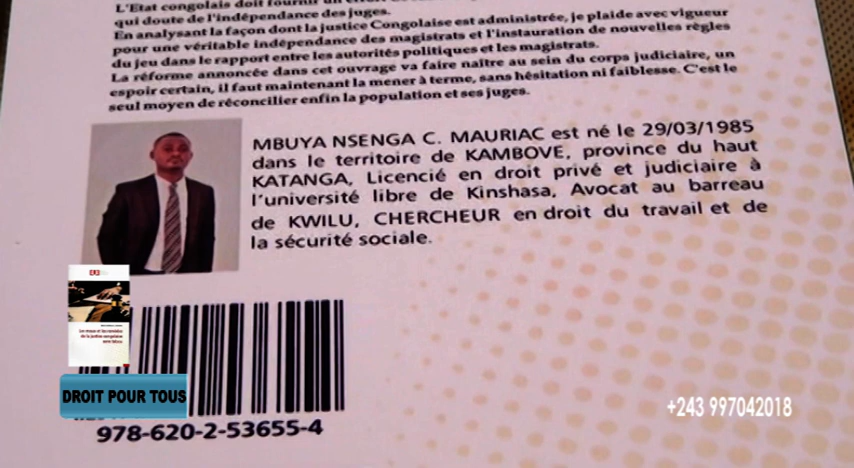 L'Etat congolais doit fournir un effort
qui doute de l'indépendance des juges.
En analysant la façon dont la justice Congolaise est administrée, je plaide avec vigueur
pour une véritable indépendance des magistrats et l'instauration de nouvelles règles
du jeu dans le rapport entre les autorités politiques et les magistrats.
La réforme annoncée dans cet ouvrage va faire naître au sein du corps judiciaire, un
espoir certain, il faut maintenant la mener à terme, sans hésitation ni faiblesse. C'est le
seul moyen de réconcilier enfin la population et ses juges.
MBUYA NSENGA C. MAURIAC est né le 29/03/1985
dans le territoire de KAMBOVE, province du haut
KATANGA, Licencié en droit privé et judiciaire à
l'université libre de Kinshasa, Avocat au barreau
de KWILU, CHERCHEUR en droit du travail et de
la sécurité sociale.
DROIT POUR TOUS
978-620-2-53655-4
+243 997042018